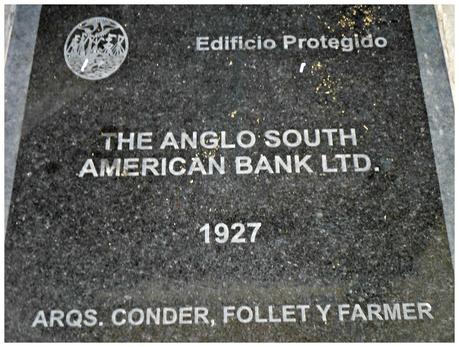 Edificio Protegido
THE ANGLO SOUTH
AMERICAN BANK LTD.
1927
ARQS. CONDER, FOLLET Y FARMER